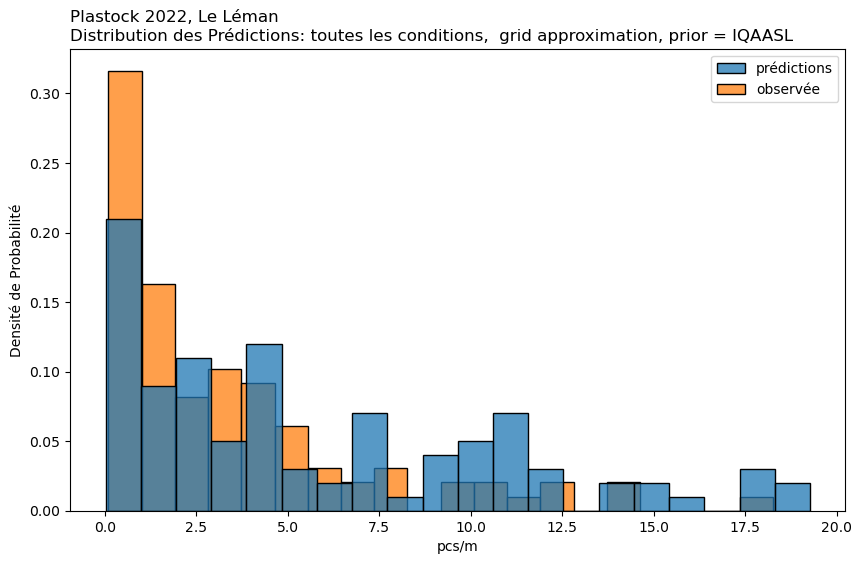 Plastock 2022, Le Léman
Distribution des Prédictions: toutes les conditions,  grid approximation, prior = IQAASL
prédictions
observée
Densité de Probabilité
0.30
0.25
0.20
0.15
0.10
0.05
0.00
0.0 2.5 5.0 7.5 10.0 12.5 15.0 17.5 20.0
pcs/m